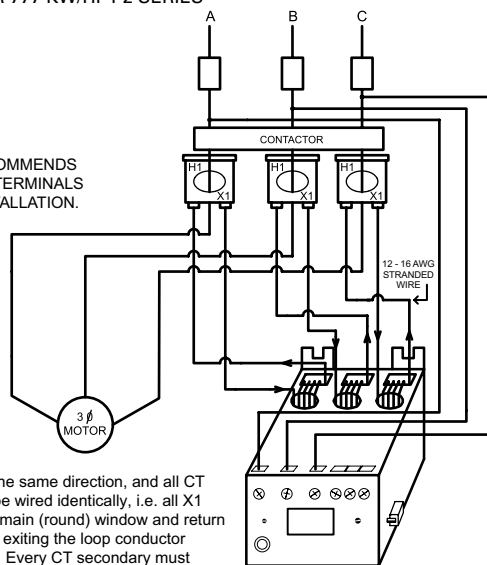 777-KW/HP-P2 SERIES
A B C
CONTACTOR
H1 H1 H1
X1 X1 X1
OMMENDS
TERMINALS
ALLATION.
12 - 16 AWG
STRANDED
WIRE
3 ϕ
MOTOR
he same direction, and all CT
be wired identically, i.e. all X1
main (round) window and return
exiting the loop conductor
Every CT secondary must